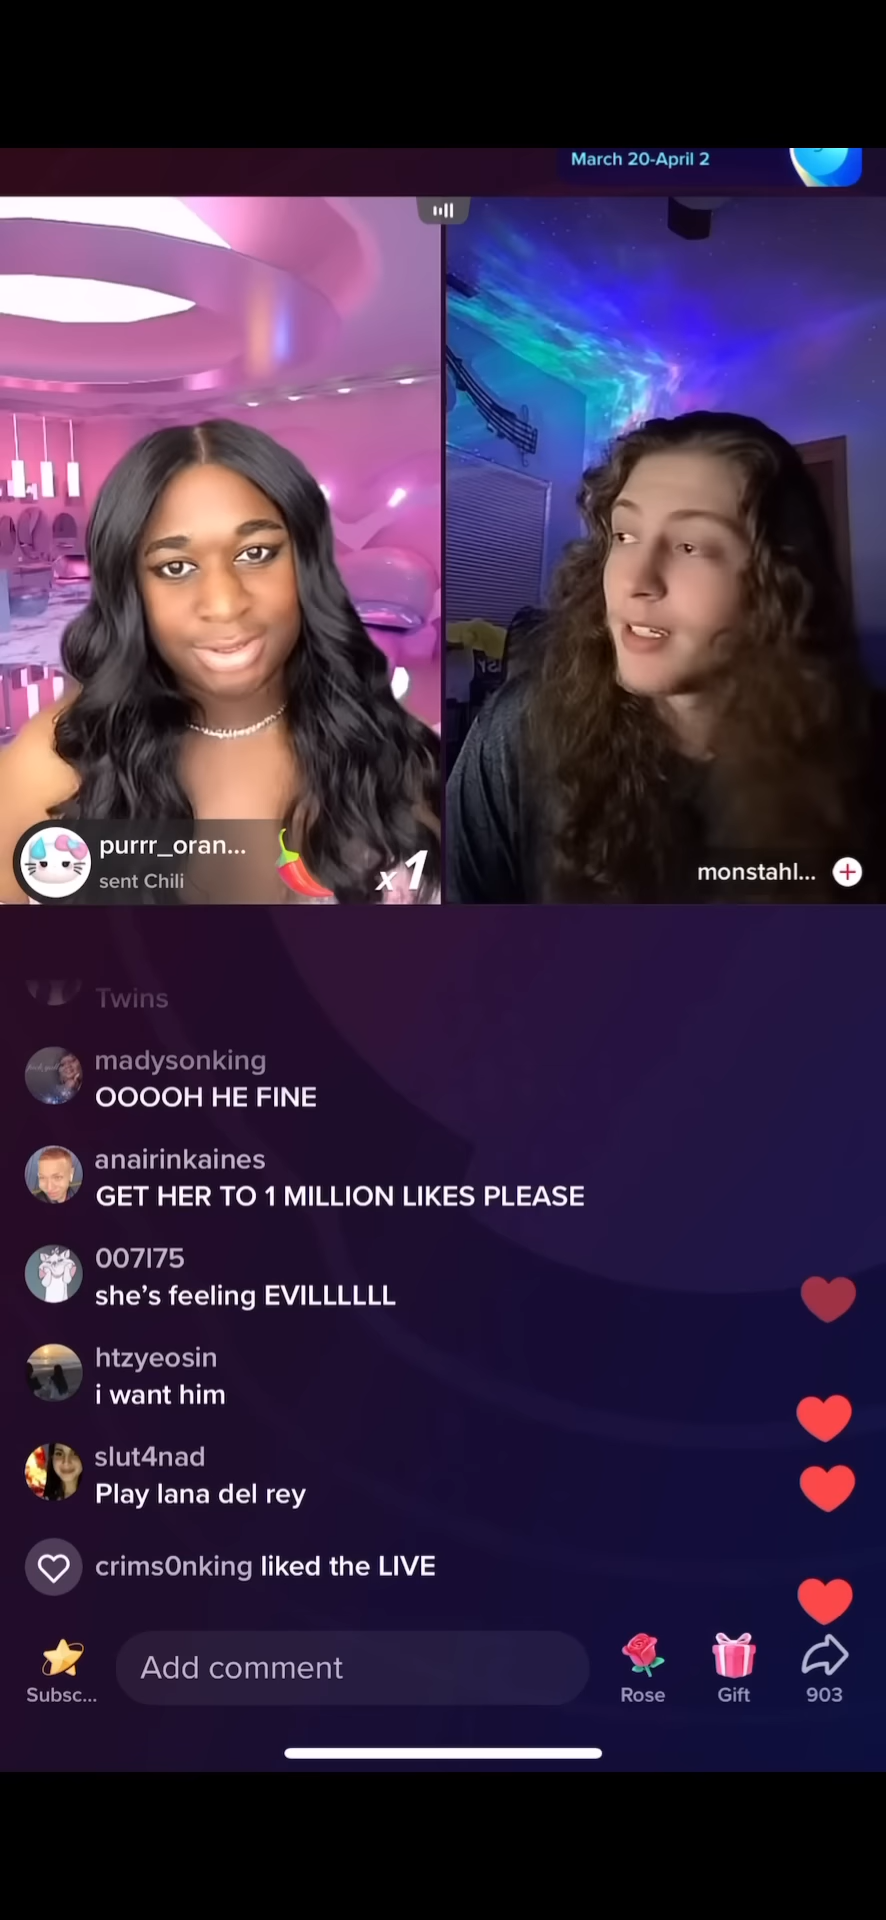 March 20-April 2
purrr_oran...
sent Chili
x1
monstahl...
Twins
madysonking
OOOOH HE FINE
anairinkaines
GET HER TO 1 MILLION LIKES PLEASE
007l75
she's feeling EVILLLLLL
htzyeosin
i want him
slut4nad
Play lana del rey
crims0nking liked the LIVE
Add comment
Subsc...
Rose
Gift
903